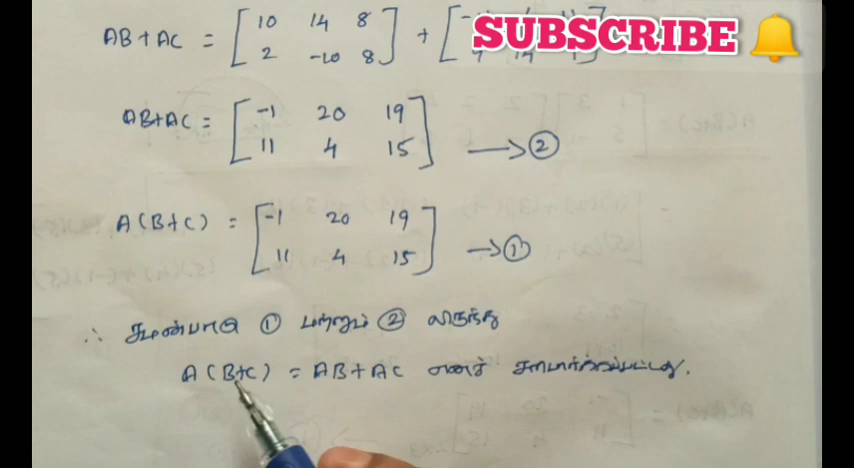 AB+AC = [ 10 14 8 ] + [
SUBSCRIBE
2 -10 8
AB+AC = [ -1 20 19 ]
11 4 15 → ②
A(B+C) = [ -1 20 19 ]
11 4 15 → ①
∴ சமன்பாடு ① மற்றும் ② லிருந்து
A(B+C) = AB+AC எனச் சரிபார்க்கப்பட்டது.